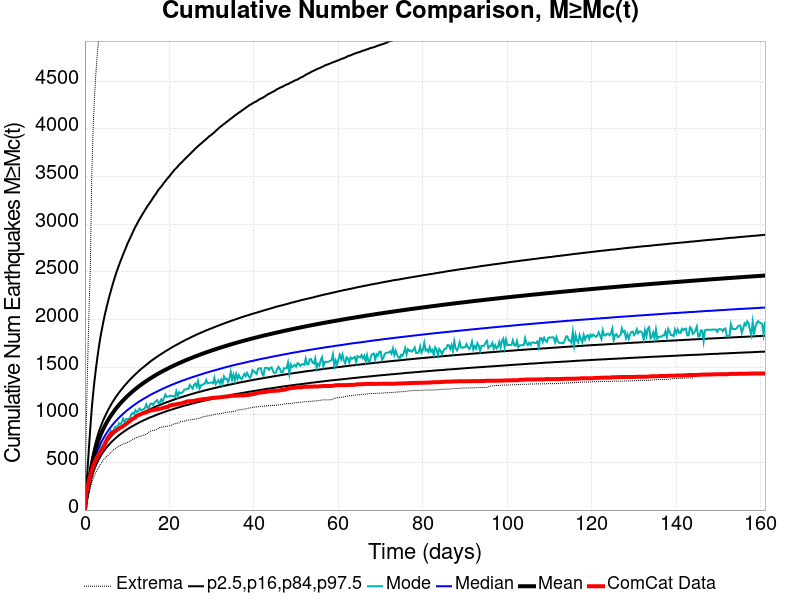 Cumulative Number Comparison, M≥Mc(t)
Cumulative Num Earthquakes M≥Mc(t)
4500
4000
3500
3000
2500
2000
1500
1000
500
0
0 20 40 60 80 100 120 140 160
Time (days)
Extrema p2.5,p16,p84,p97.5 Mode Median Mean ComCat Data